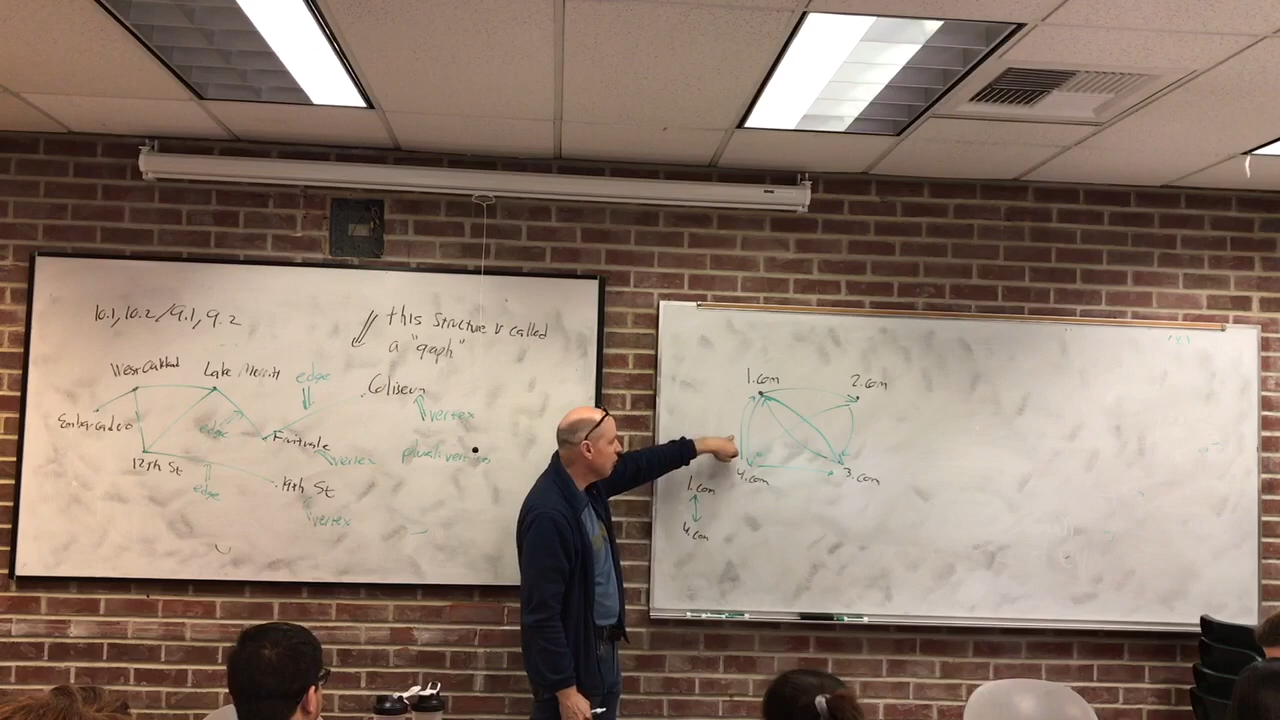 10.1, 10.2/9.1, 9.2
this structure is called
a "graph"
West Oakland
Lake Merritt
edge
Coliseum
Embarcadero
edge
Fruitvale
vertex
vertex
plural: vertices
12th St
edge
19th St
vertex
1.com
2.com
4.com
3.com
1.com
4.com